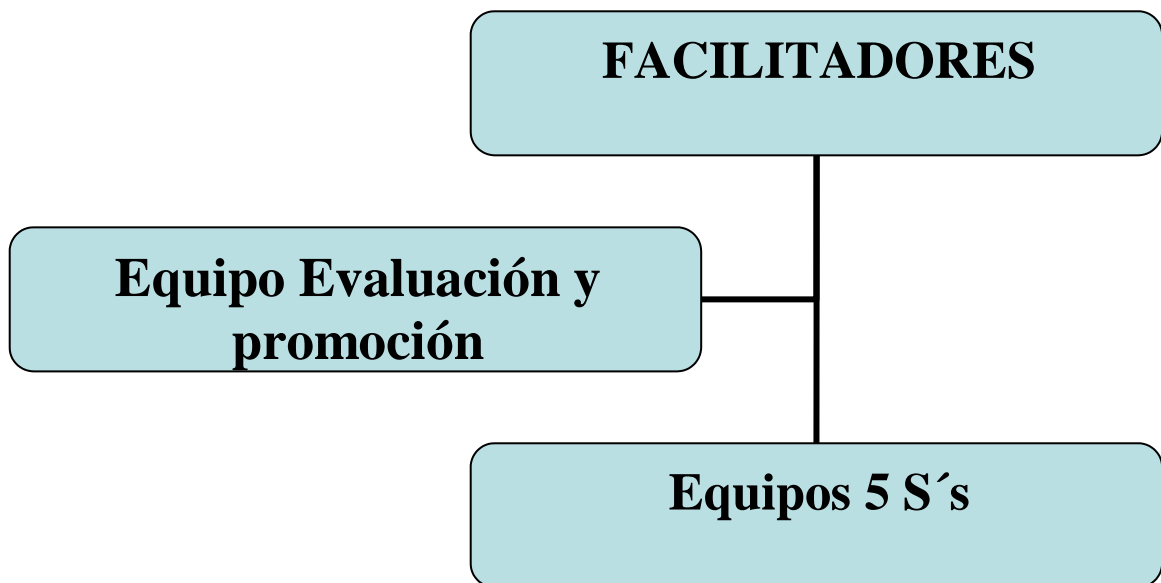 FACILITADORES
Equipo Evaluación y
promoción
Equipos 5 S´s